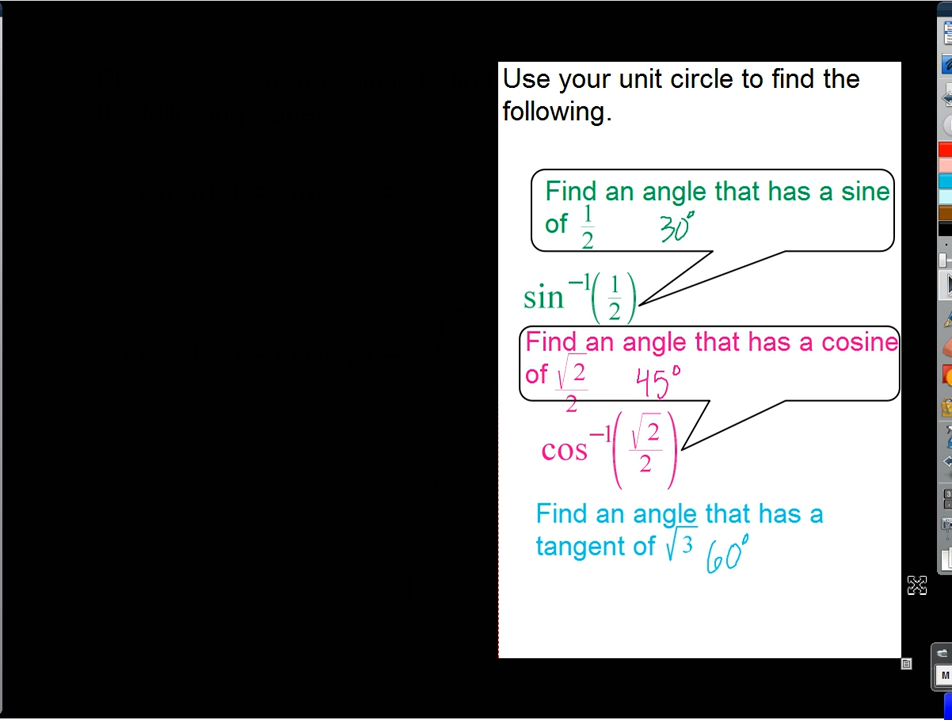 Use your unit circle to find the
following.
Find an angle that has a sine
of 1/2 30°
sin⁻¹(1/2)
Find an angle that has a cosine
of √2/2 45°
cos⁻¹(√2/2)
Find an angle that has a
tangent of √3 60°
M